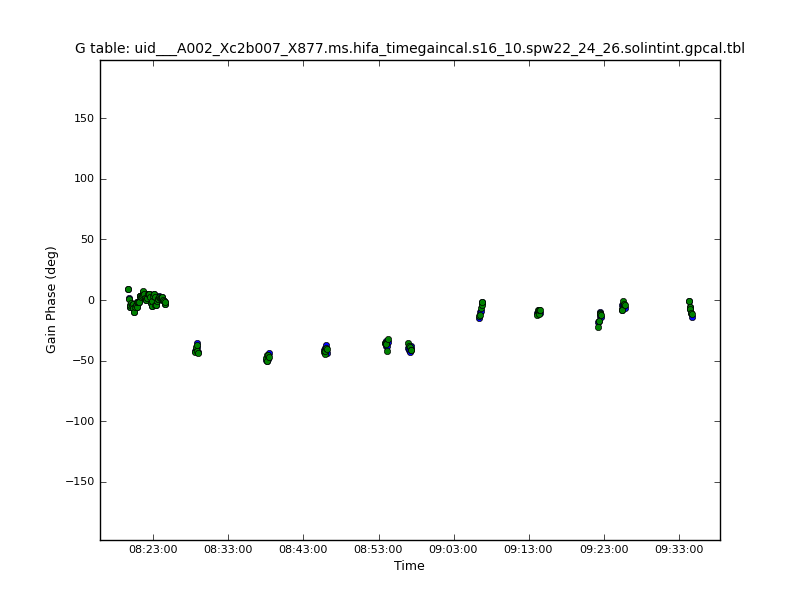 G table: uid___A002_Xc2b007_X877.ms.hifa_timegaincal.s16_10.spw22_24_26.solintint.gpcal.tbl
Gain Phase (deg)
150
100
50
0
−50
−100
−150
08:23:00 08:33:00 08:43:00 08:53:00 09:03:00 09:13:00 09:23:00 09:33:00
Time